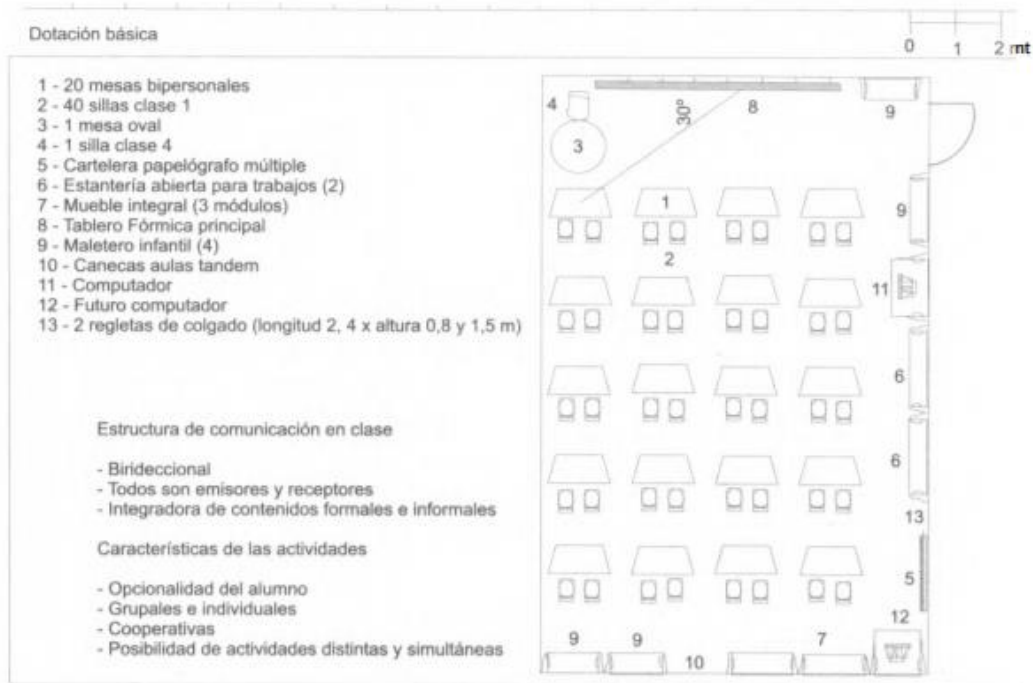 Dotación básica
0 1 2 mt
1 - 20 mesas bipersonales
2 - 40 sillas clase 1
3 - 1 mesa oval
4 - 1 silla clase 4
5 - Cartelera papelógrafo múltiple
6 - Estantería abierta para trabajos (2)
7 - Mueble integral (3 módulos)
8 - Tablero Fórmica principal
9 - Maletero infantil (4)
10 - Canecas aulas tandem
11 - Computador
12 - Futuro computador
13 - 2 regletas de colgado (longitud 2, 4 x altura 0,8 y 1,5 m)
Estructura de comunicación en clase
- Birideccional
- Todos son emisores y receptores
- Integradora de contenidos formales e informales
Características de las actividades
- Opcionalidad del alumno
- Grupales e individuales
- Cooperativas
- Posibilidad de actividades distintas y simultáneas
4
30º
8
9
3
1
9
2
11
6
6
13
5
12
9
9
10
7